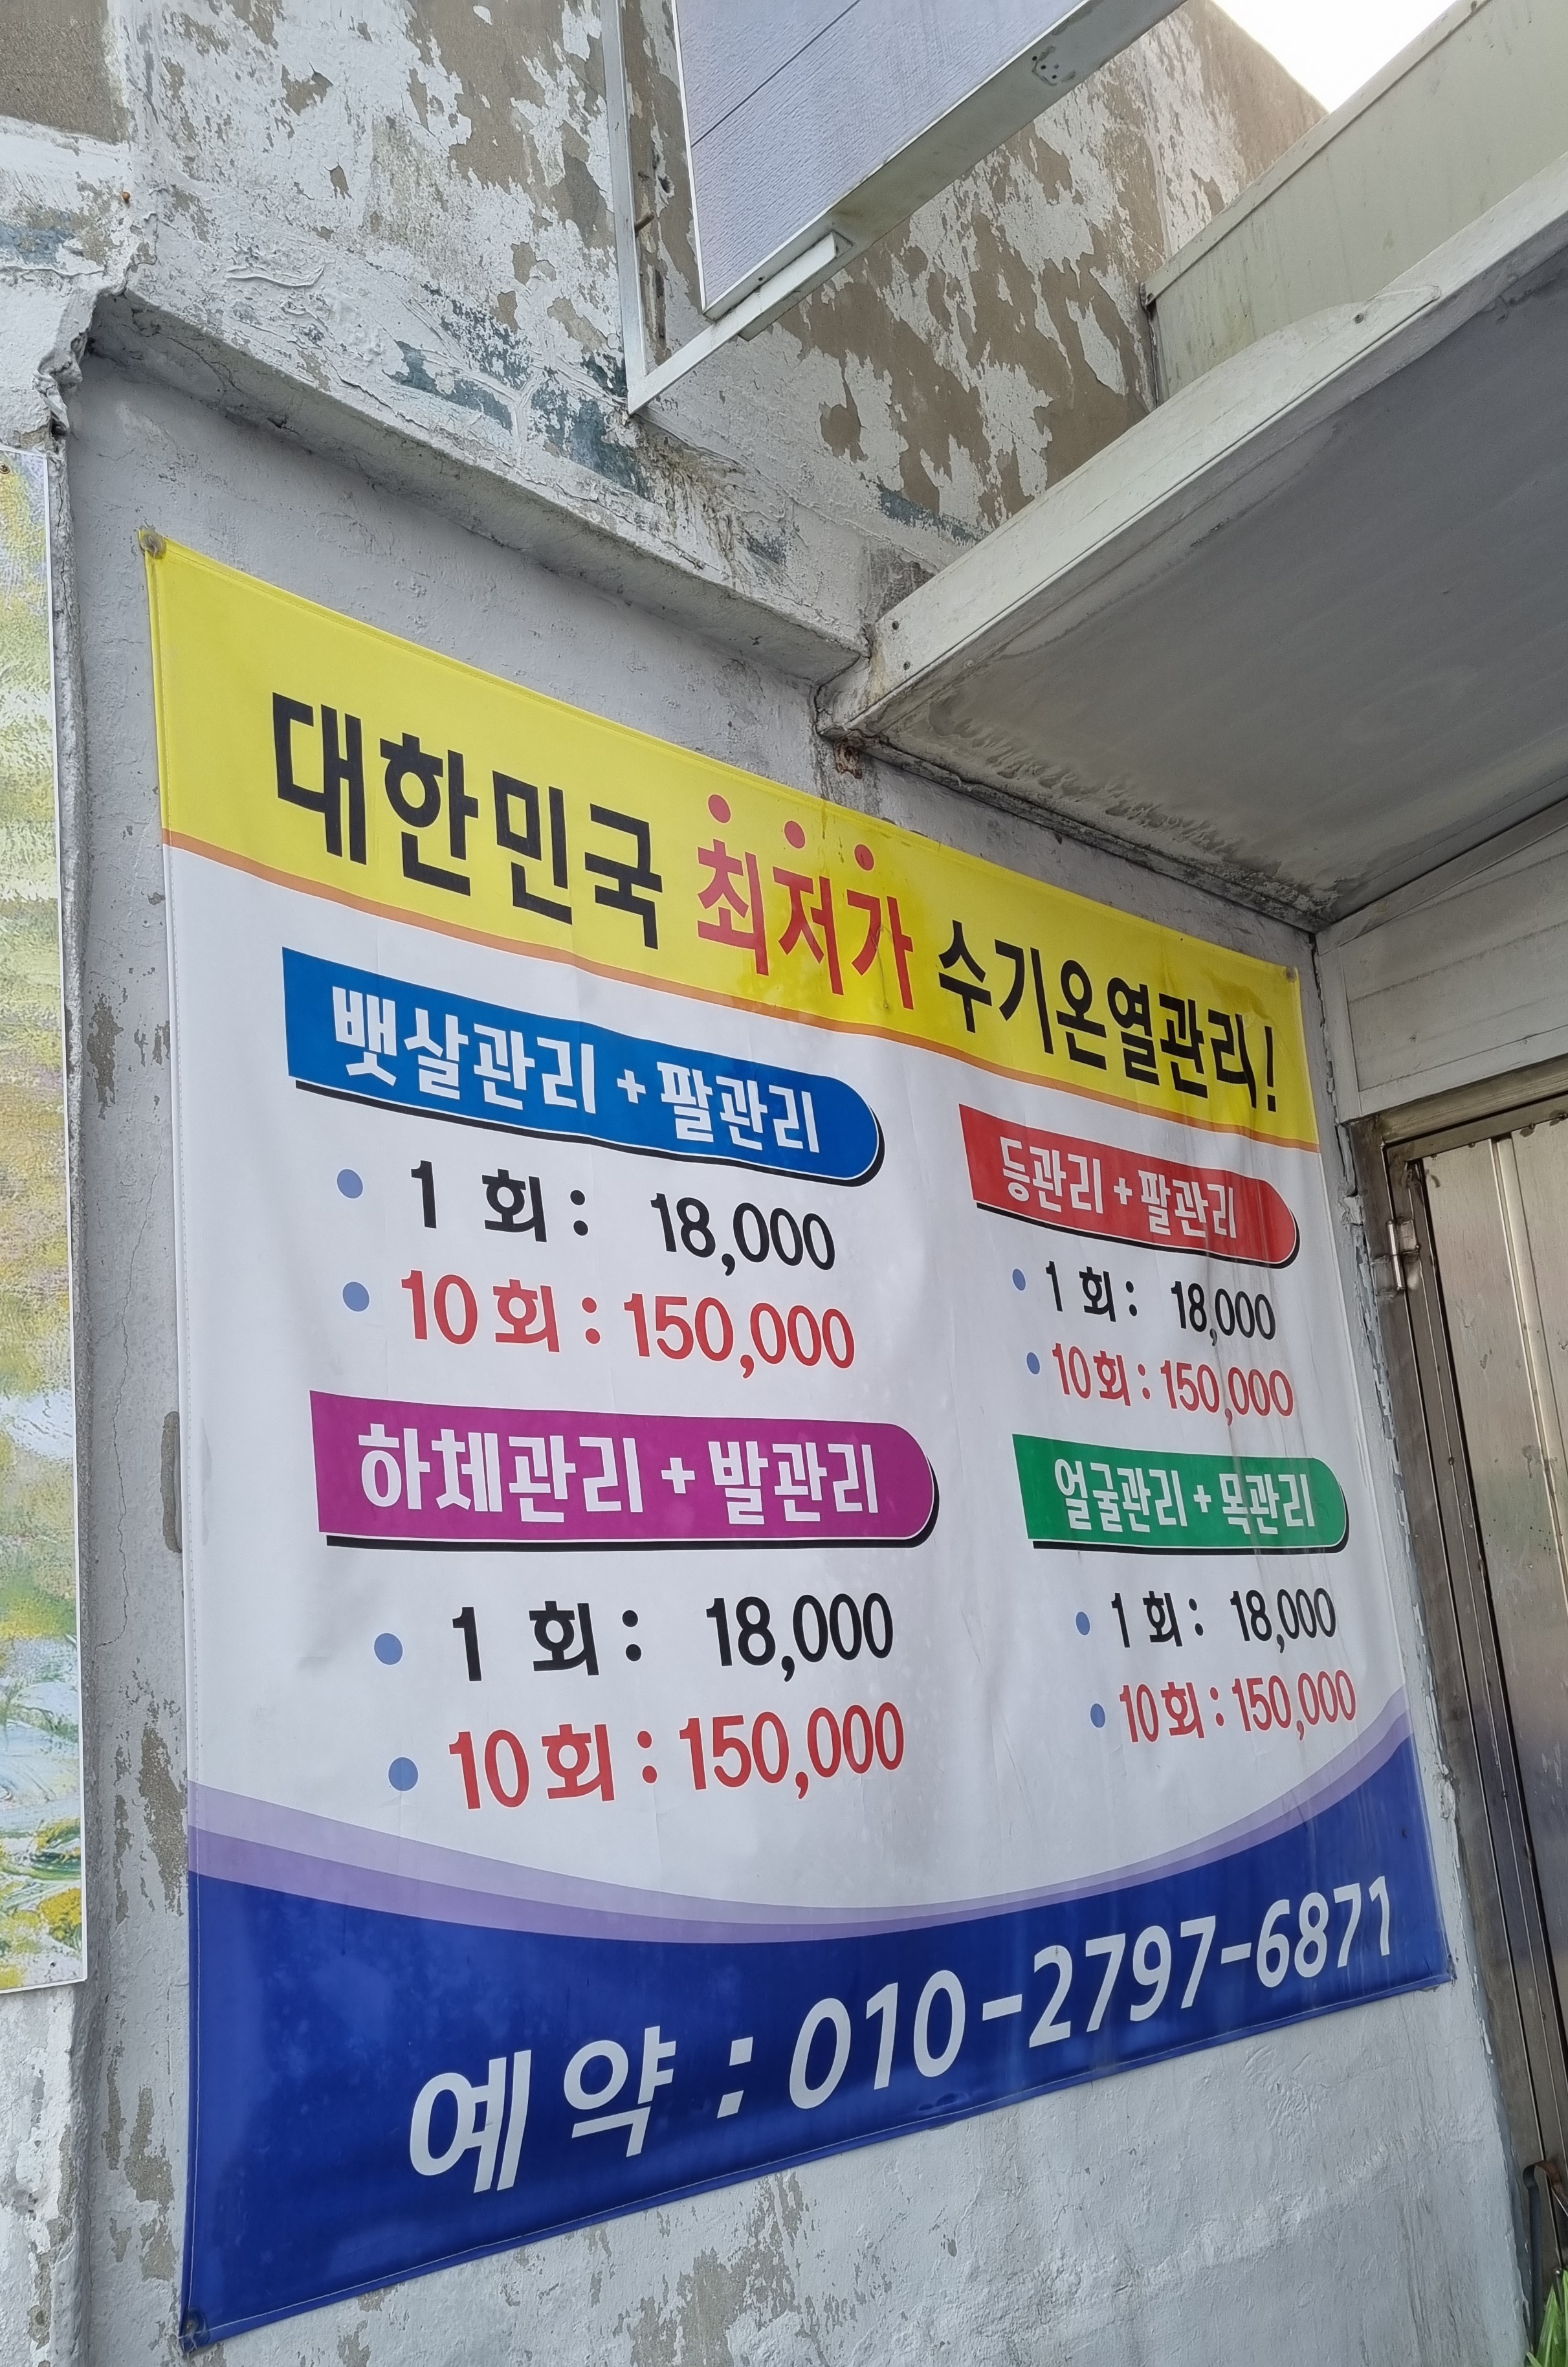 대한민국 최저가 수기온열관리!
뱃살관리 + 팔관리
1 회 : 18,000
10 회 : 150,000
등관리 + 팔관리
1 회 : 18,000
10 회 : 150,000
하체관리 + 발관리
1 회 : 18,000
10 회 : 150,000
얼굴관리 + 목관리
1 회 : 18,000
10 회 : 150,000
예약 : 010-2797-6871